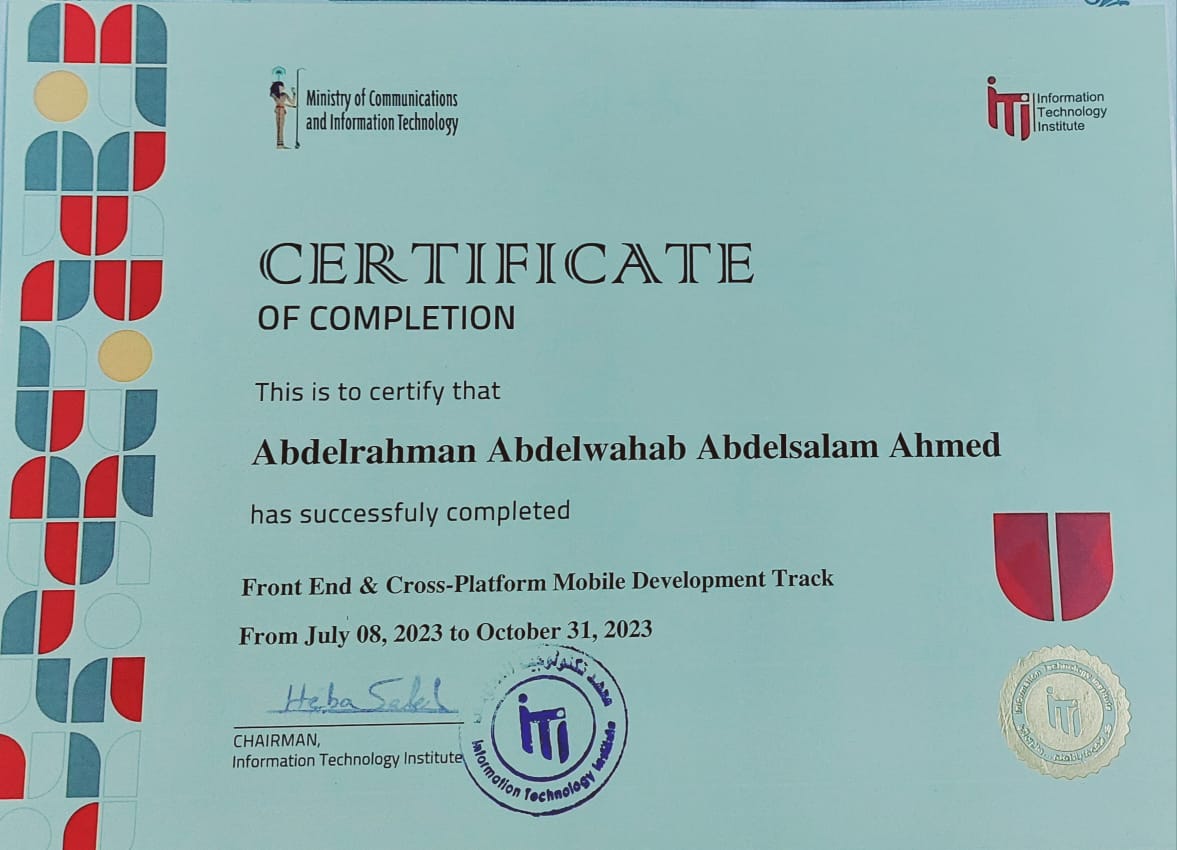 Ministry of Communications
and Information Technology
iTi
Information
Technology
Institute
CERTIFICATE
OF COMPLETION
This is to certify that
Abdelrahman Abdelwahab Abdelsalam Ahmed
has successfuly completed
Front End & Cross-Platform Mobile Development Track
From July 08, 2023 to October 31, 2023
Heba Saleh
CHAIRMAN,
Information Technology Institute
معهد تكنولوجيا
iTi
Information Technology Institute
Information Technology Institute
iTi